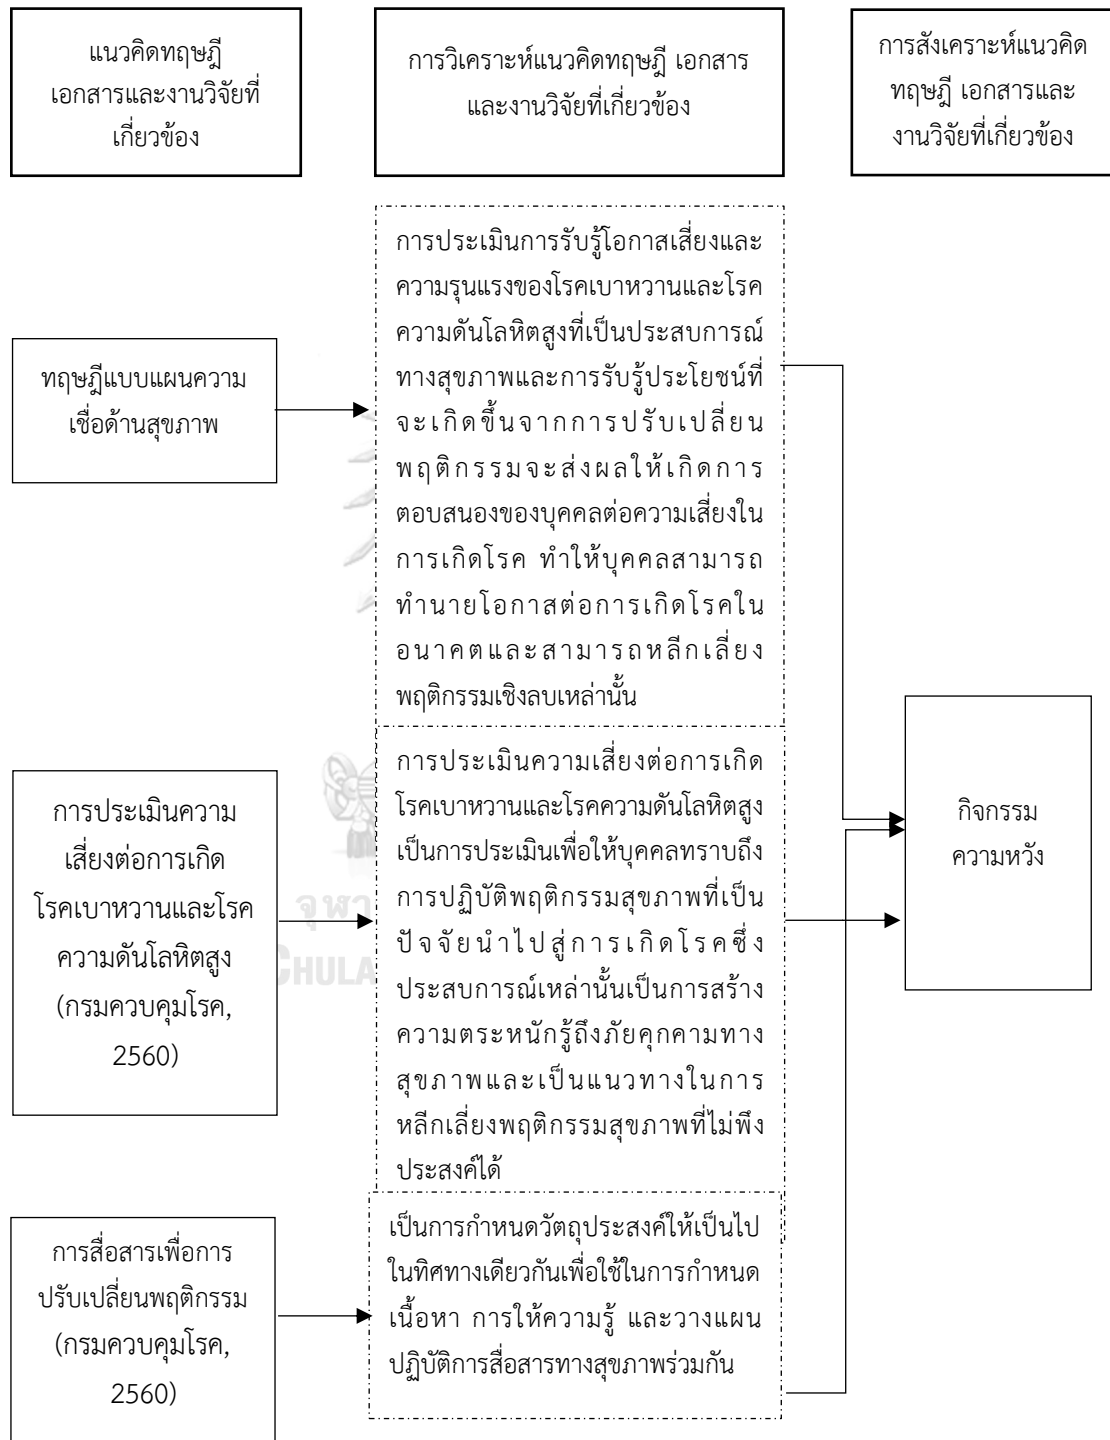 แนวคิดทฤษฎี
เอกสารและงานวิจัยที่
เกี่ยวข้อง
การวิเคราะห์แนวคิดทฤษฎี เอกสาร
และงานวิจัยที่เกี่ยวข้อง
การสังเคราะห์แนวคิด
ทฤษฎี เอกสารและ
งานวิจัยที่เกี่ยวข้อง
ทฤษฎีแบบแผนความ
เชื่อด้านสุขภาพ
การประเมินการรับรู้โอกาสเสี่ยงและ
ความรุนแรงของโรคเบาหวานและโรค
ความดันโลหิตสูงที่เป็นประสบการณ์
ทางสุขภาพและการรับรู้ประโยชน์ที่
จะเกิดขึ้นจากการปรับเปลี่ยน
พฤติกรรมจะส่งผลให้เกิดการ
ตอบสนองของบุคคลต่อความเสี่ยงใน
การเกิดโรค ทำให้บุคคลสามารถ
ทำนายโอกาสต่อการเกิดโรคใน
อนาคตและสามารถหลีกเลี่ยง
พฤติกรรมเชิงลบเหล่านั้น
การประเมินความ
เสี่ยงต่อการเกิด
โรคเบาหวานและโรค
ความดันโลหิตสูง
(กรมควบคุมโรค,
2560)
การประเมินความเสี่ยงต่อการเกิด
โรคเบาหวานและโรคความดันโลหิตสูง
เป็นการประเมินเพื่อให้บุคคลทราบถึง
การปฏิบัติพฤติกรรมสุขภาพที่เป็น
ปัจจัยนำไปสู่การเกิดโรคซึ่ง
ประสบการณ์เหล่านั้นเป็นการสร้าง
ความตระหนักรู้ถึงภัยคุกคามทาง
สุขภาพและเป็นแนวทางในการ
หลีกเลี่ยงพฤติกรรมสุขภาพที่ไม่พึง
ประสงค์ได้
กิจกรรม
ความหวัง
การสื่อสารเพื่อการ
ปรับเปลี่ยนพฤติกรรม
(กรมควบคุมโรค,
2560)
เป็นการกำหนดวัตถุประสงค์ให้เป็นไป
ในทิศทางเดียวกันเพื่อใช้ในการกำหนด
เนื้อหา การให้ความรู้ และวางแผน
ปฏิบัติการสื่อสารทางสุขภาพร่วมกัน
จุฬา
CHULA